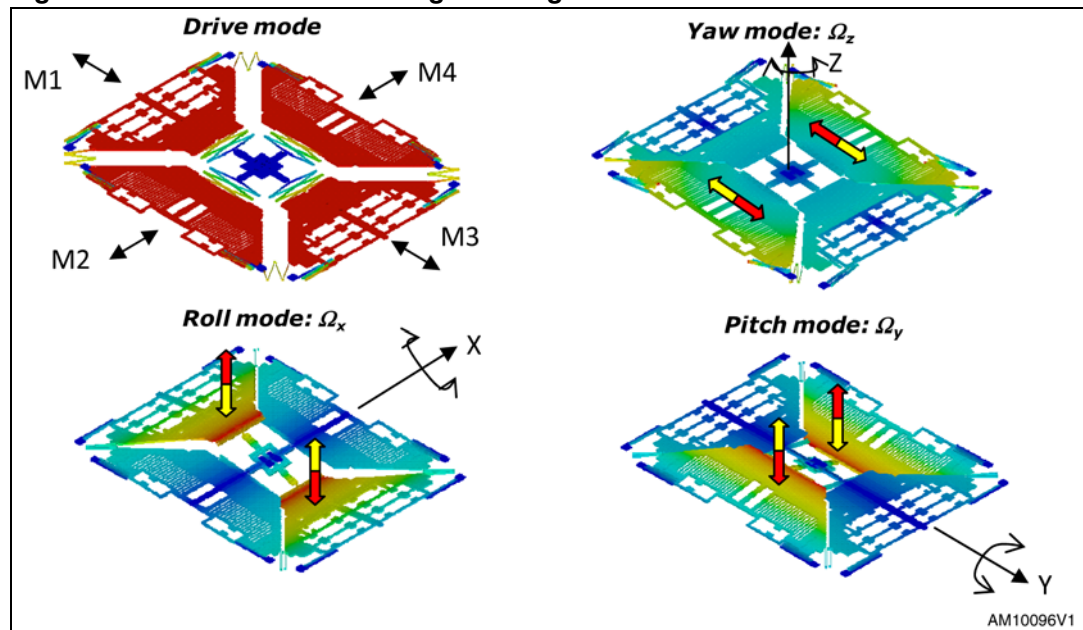 Drive mode
Yaw mode: Ωz
Z
M1
M4
M2
M3
Roll mode: Ωx
Pitch mode: Ωy
X
Y
AM10096V1